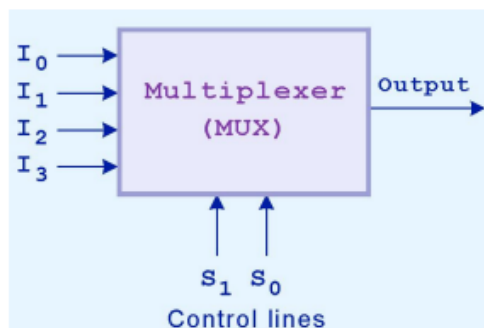 I₀
I₁
I₂
I₃
Multiplexer
(MUX)
Output
S₁ S₀
Control lines